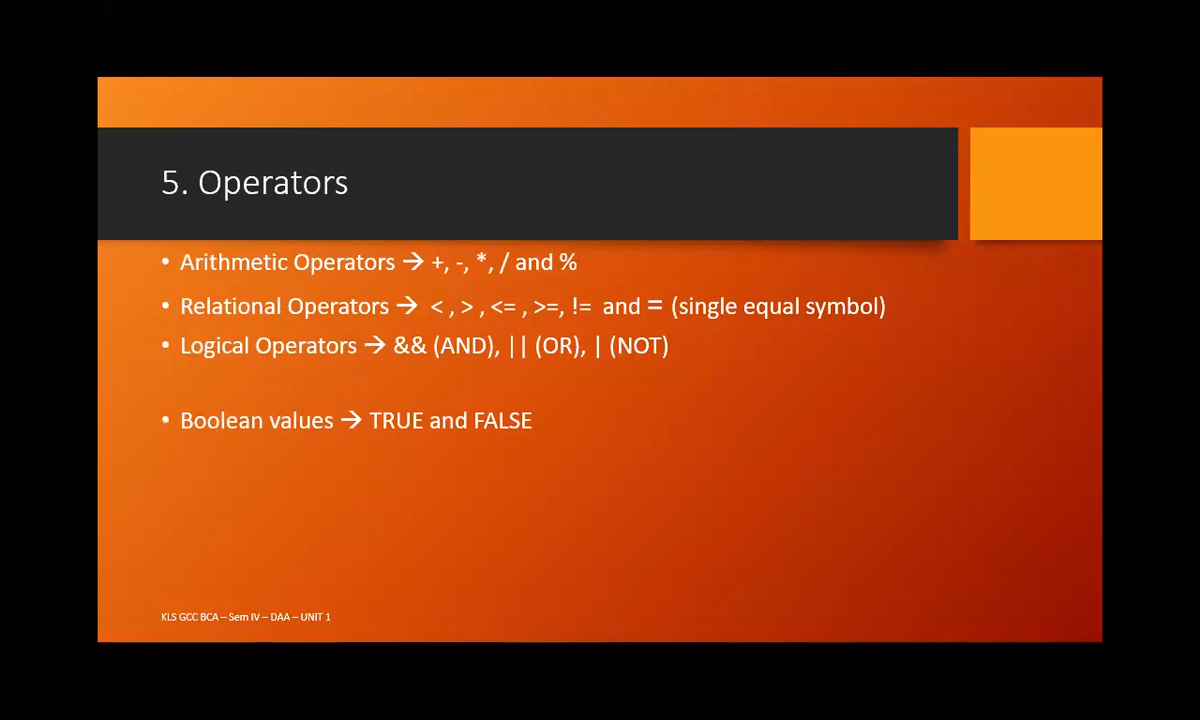 5. Operators
• Arithmetic Operators → +, -, *, / and %
• Relational Operators → < , > , <= , >=, != and = (single equal symbol)
• Logical Operators → && (AND), || (OR), | (NOT)
• Boolean values → TRUE and FALSE
KLS GCC BCA – Sem IV – DAA – UNIT 1